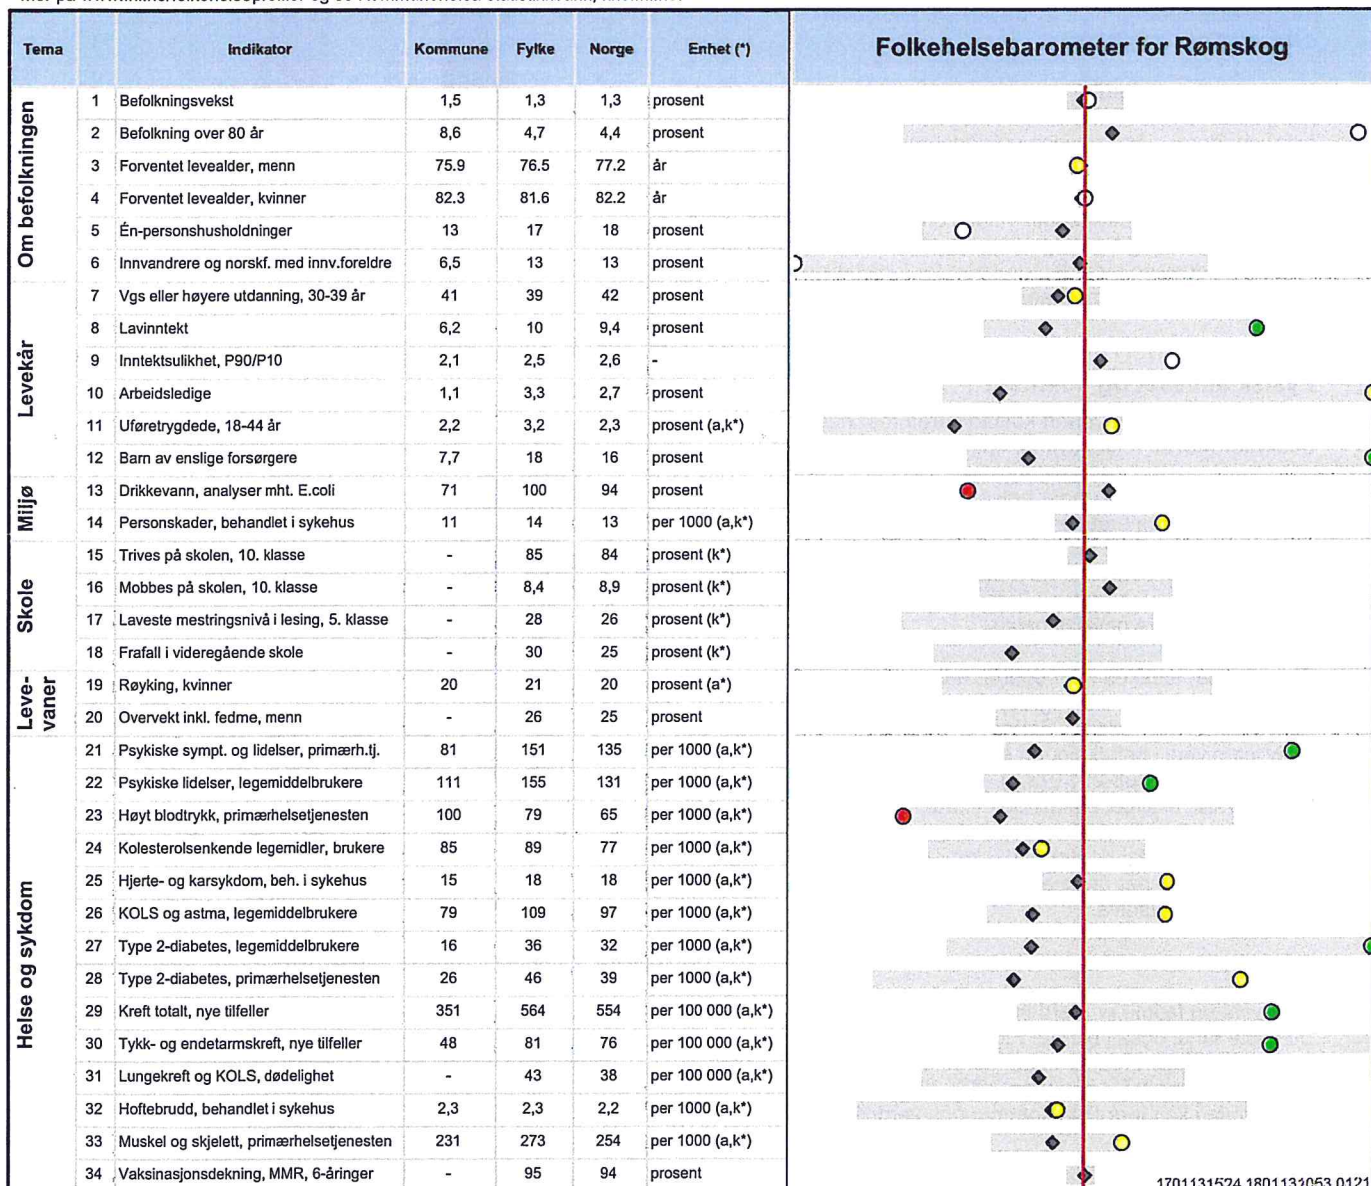 Tema Indikator Kommune Fylke Norge Enhet (*) Folkehelsebarometer for Rømskog
Om befolkningen
1 Befolkningsvekst 1,5 1,3 1,3 prosent
2 Befolkning over 80 år 8,6 4,7 4,4 prosent
3 Forventet levealder, menn 75.9 76.5 77.2 år
4 Forventet levealder, kvinner 82.3 81.6 82.2 år
5 Én-personshusholdninger 13 17 18 prosent
6 Innvandrere og norskf. med innv.foreldre 6,5 13 13 prosent
Levekår
7 Vgs eller høyere utdanning, 30-39 år 41 39 42 prosent
8 Lavinntekt 6,2 10 9,4 prosent
9 Inntektsulikhet, P90/P10 2,1 2,5 2,6 -
10 Arbeidsledige 1,1 3,3 2,7 prosent
11 Uføretrygdede, 18-44 år 2,2 3,2 2,3 prosent (a,k*)
12 Barn av enslige forsørgere 7,7 18 16 prosent
Miljø
13 Drikkevann, analyser mht. E.coli 71 100 94 prosent
14 Personskader, behandlet i sykehus 11 14 13 per 1000 (a,k*)
Skole
15 Trives på skolen, 10. klasse - 85 84 prosent (k*)
16 Mobbes på skolen, 10. klasse - 8,4 8,9 prosent (k*)
17 Laveste mestringsnivå i lesing, 5. klasse - 28 26 prosent (k*)
18 Frafall i videregående skole - 30 25 prosent (k*)
Leve-
vaner
19 Røyking, kvinner 20 21 20 prosent (a*)
20 Overvekt inkl. fedme, menn - 26 25 prosent
Helse og sykdom
21 Psykiske sympt. og lidelser, primærh.tj. 81 151 135 per 1000 (a,k*)
22 Psykiske lidelser, legemiddelbrukere 111 155 131 per 1000 (a,k*)
23 Høyt blodtrykk, primærhelsetjenesten 100 79 65 per 1000 (a,k*)
24 Kolesterolsenkende legemidler, brukere 85 89 77 per 1000 (a,k*)
25 Hjerte- og karsykdom, beh. i sykehus 15 18 18 per 1000 (a,k*)
26 KOLS og astma, legemiddelbrukere 79 109 97 per 1000 (a,k*)
27 Type 2-diabetes, legemiddelbrukere 16 36 32 per 1000 (a,k*)
28 Type 2-diabetes, primærhelsetjenesten 26 46 39 per 1000 (a,k*)
29 Kreft totalt, nye tilfeller 351 564 554 per 100 000 (a,k*)
30 Tykk- og endetarmskreft, nye tilfeller 48 81 76 per 100 000 (a,k*)
31 Lungekreft og KOLS, dødelighet - 43 38 per 100 000 (a,k*)
32 Hoftebrudd, behandlet i sykehus 2,3 2,3 2,2 per 1000 (a,k*)
33 Muskel og skjelett, primærhelsetjenesten 231 273 254 per 1000 (a,k*)
34 Vaksinasjonsdekning, MMR, 6-åringer - 95 94 prosent